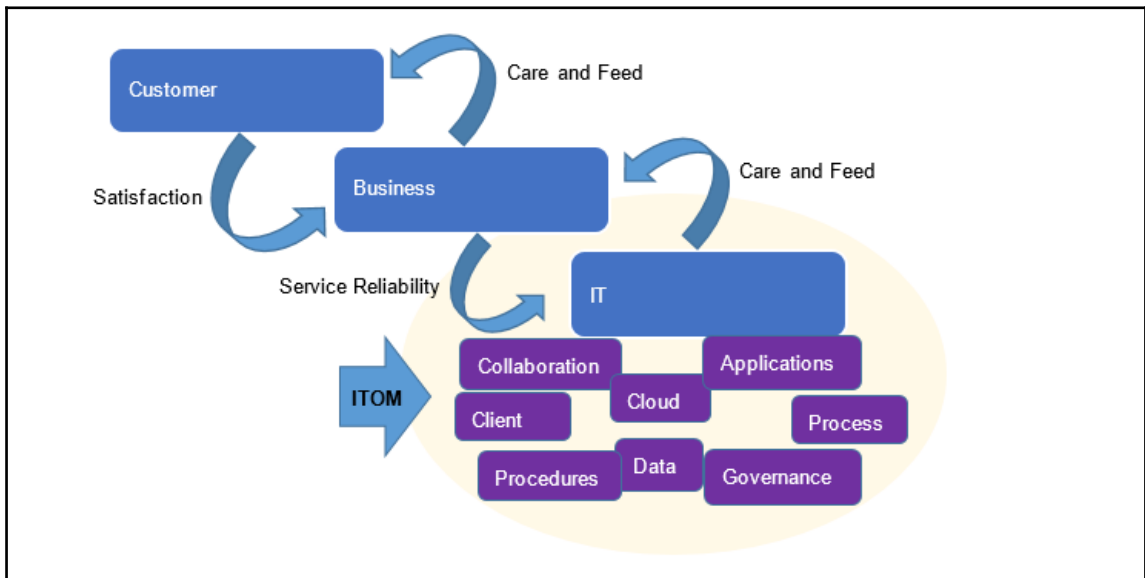 Customer
Care and Feed
Business
Care and Feed
Satisfaction
Service Reliability
IT
Collaboration
Applications
ITOM
Cloud
Client
Process
Procedures
Data
Governance